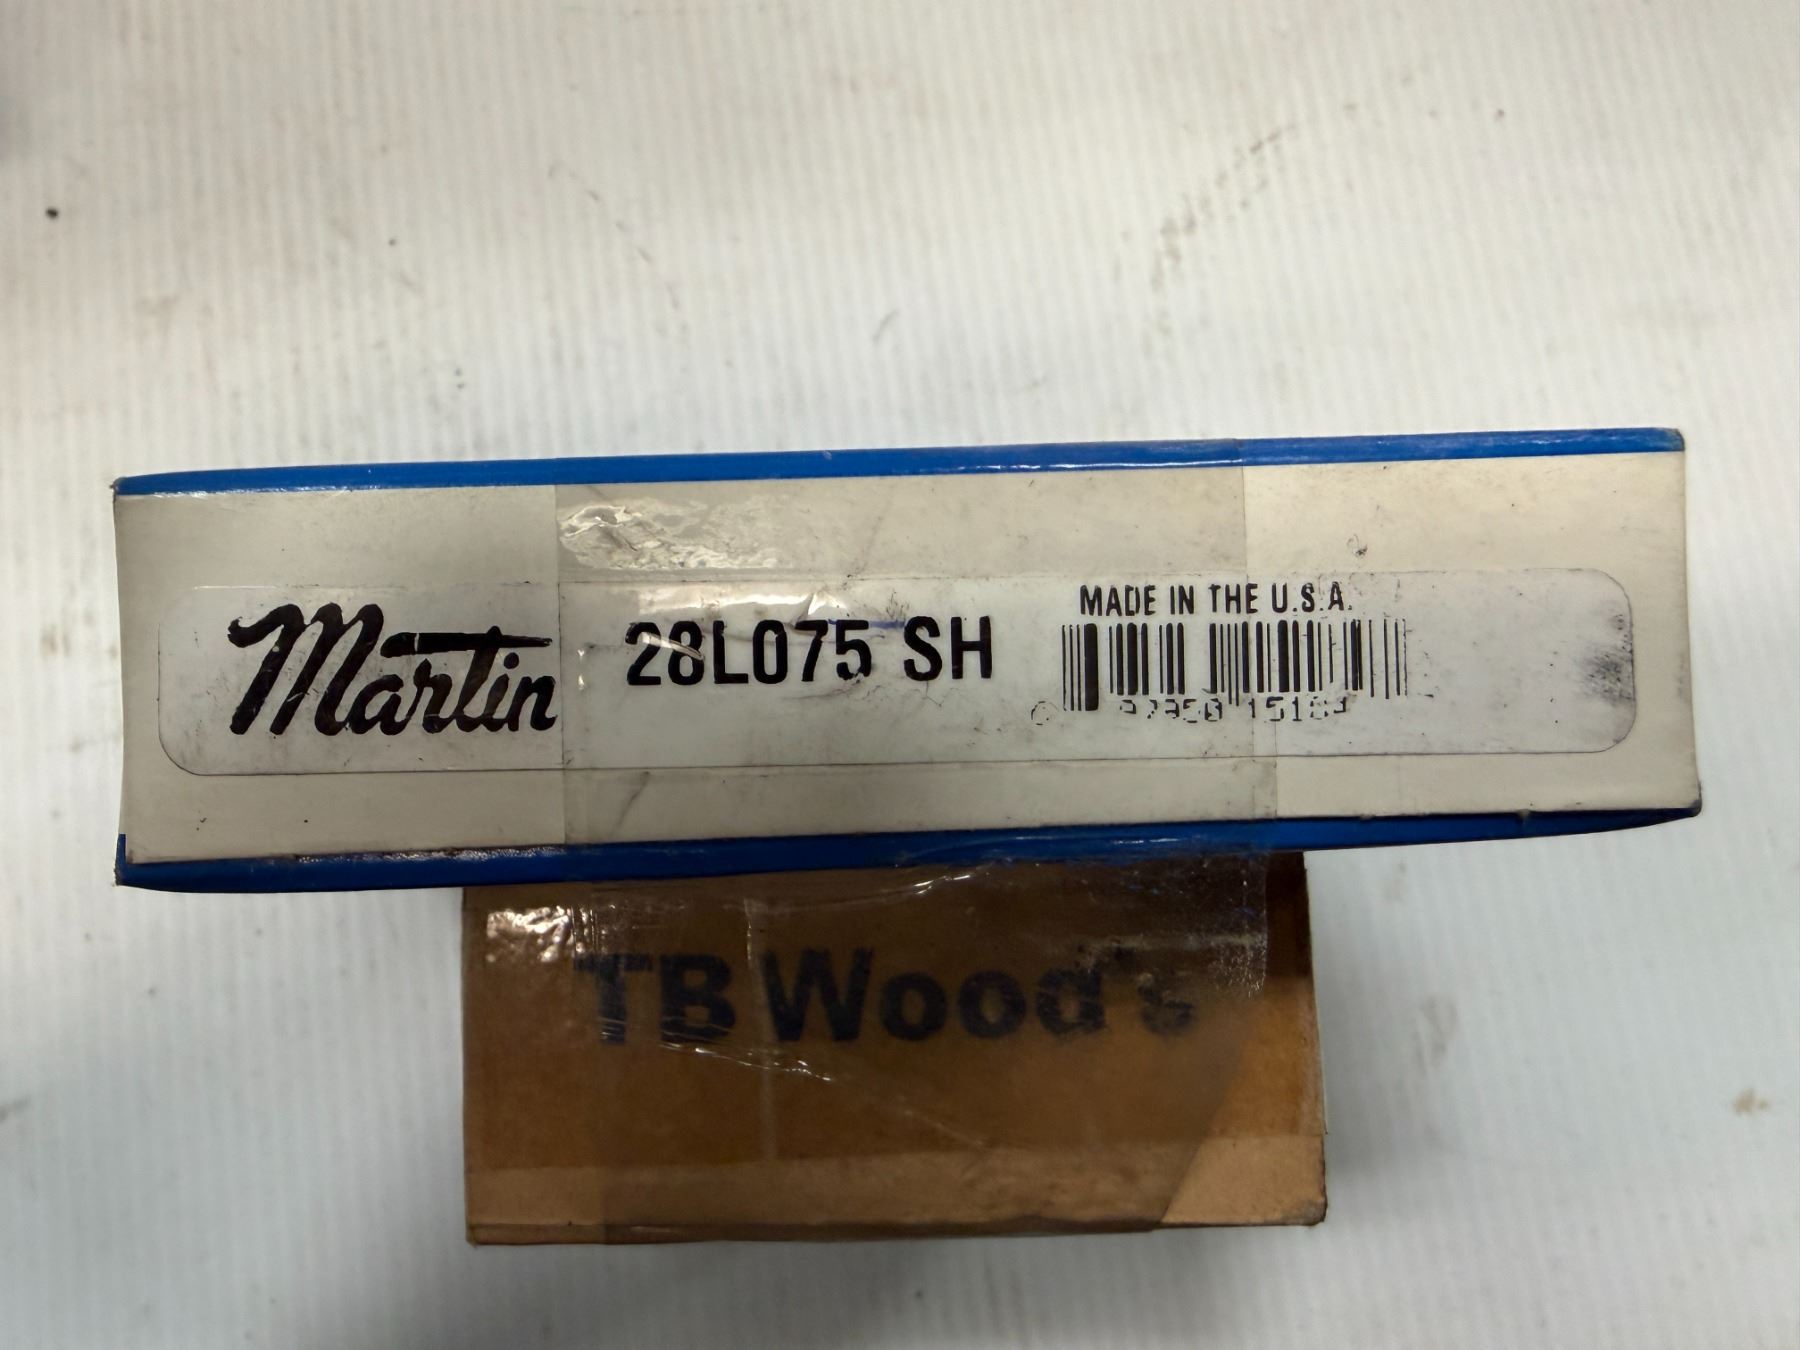 Martin
28L075 SH
MADE IN THE U.S.A.
TB Wood's